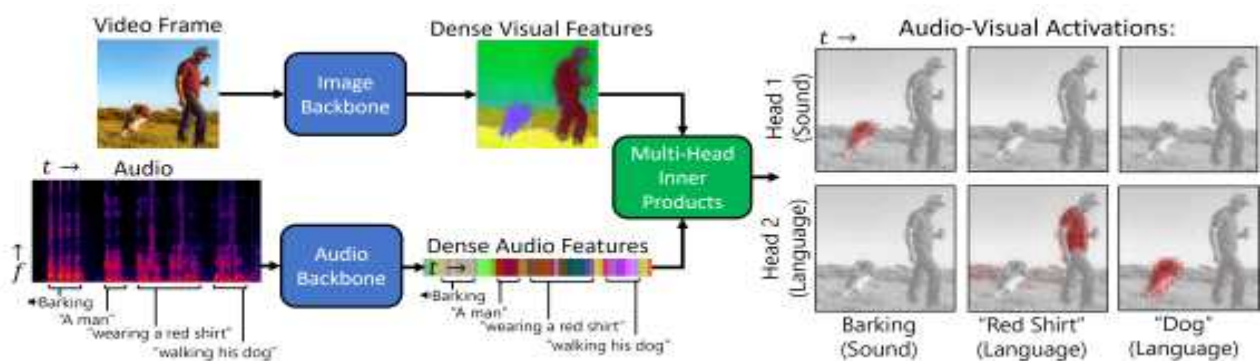 Video Frame
Dense Visual Features
Audio-Visual Activations:
t →
Image
Backbone
Head 1
(Sound)
Multi-Head
Inner
Products
t →
Audio
↑
f
Audio
Backbone
Dense Audio Features
t →
Head 2
(Language)
Barking
"A man"
"wearing a red shirt"
"walking his dog"
Barking
"A man"
"wearing a red shirt"
"walking his dog"
Barking
(Sound)
"Red Shirt"
(Language)
"Dog"
(Language)